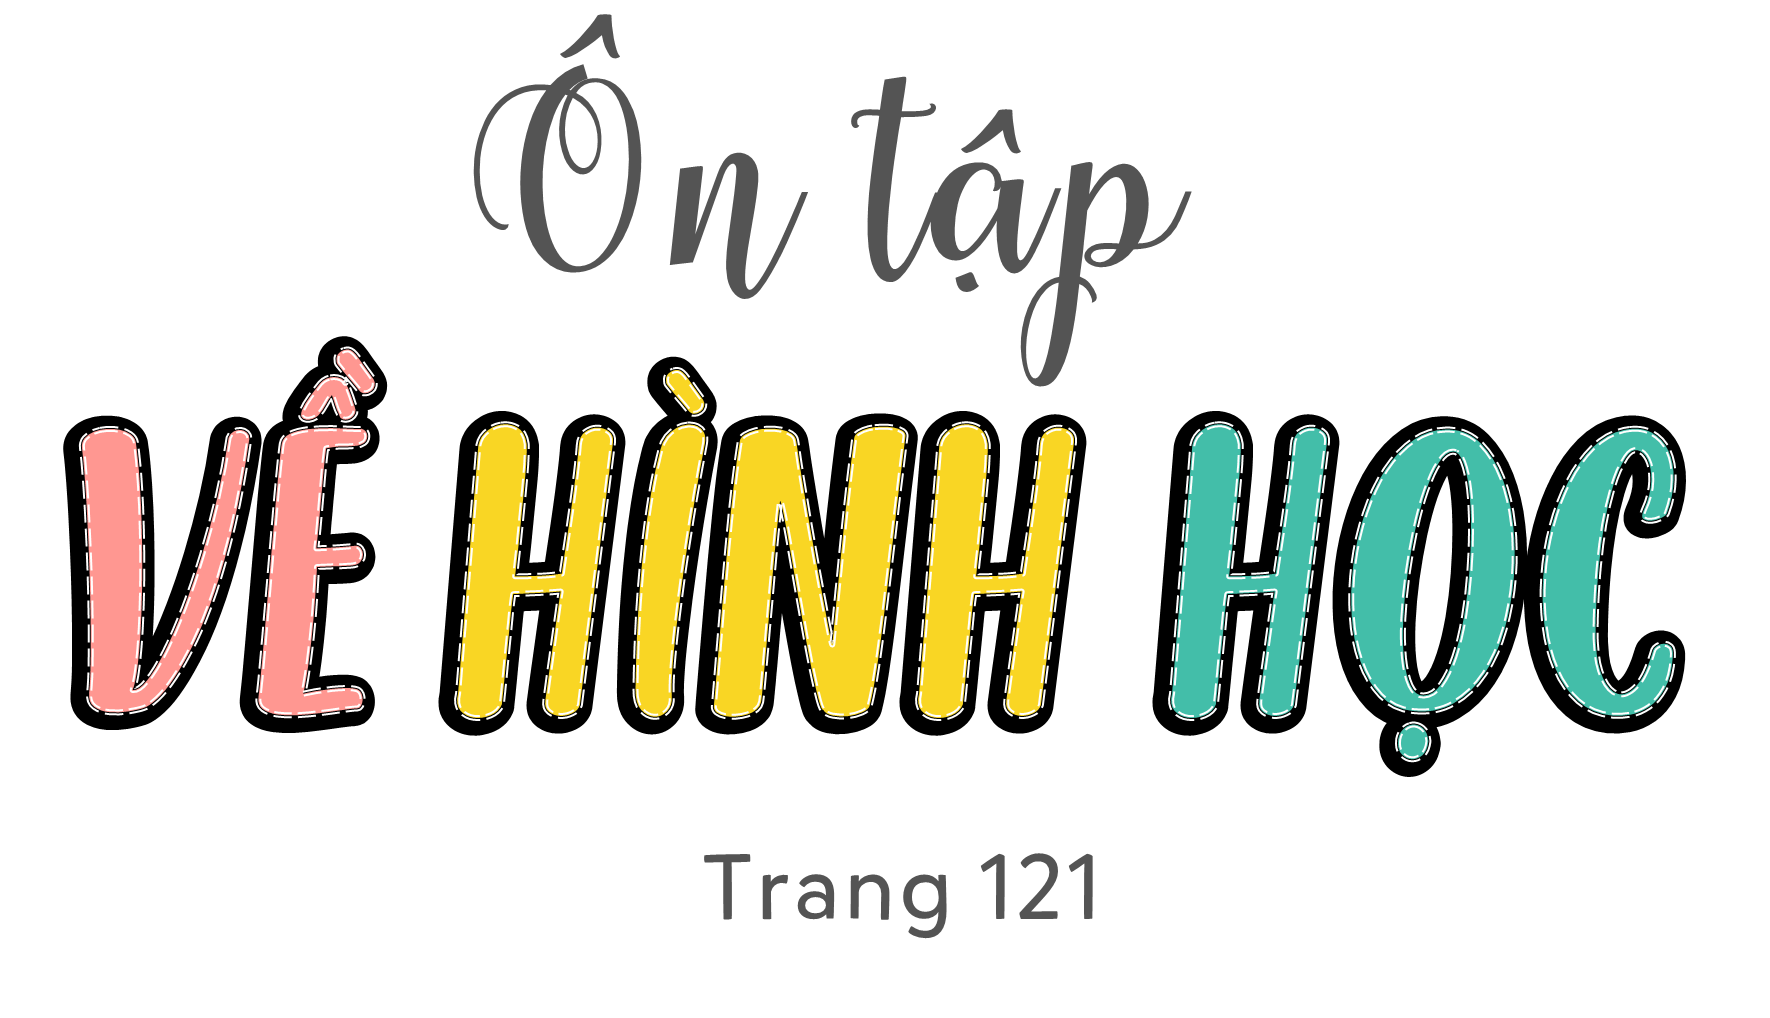 Ôn tập
VỀ HÌNH HỌC
Trang 121